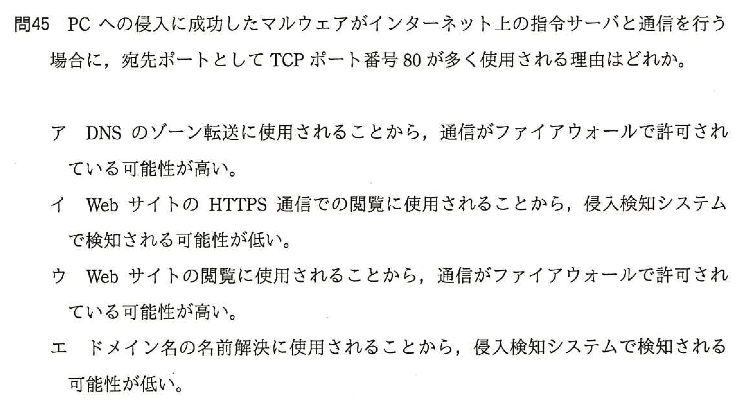 問45 PC への侵入に成功したマルウェアがインターネット上の指令サーバと通信を行う
場合に，宛先ポートとして TCP ポート番号 80 が多く使用される理由はどれか。
ア DNS のゾーン転送に使用されることから，通信がファイアウォールで許可され
ている可能性が高い。
イ Web サイトの HTTPS 通信での閲覧に使用されることから，侵入検知システム
で検知される可能性が低い。
ウ Web サイトの閲覧に使用されることから，通信がファイアウォールで許可され
ている可能性が高い。
エ ドメイン名の名前解決に使用されることから，侵入検知システムで検知される
可能性が低い。